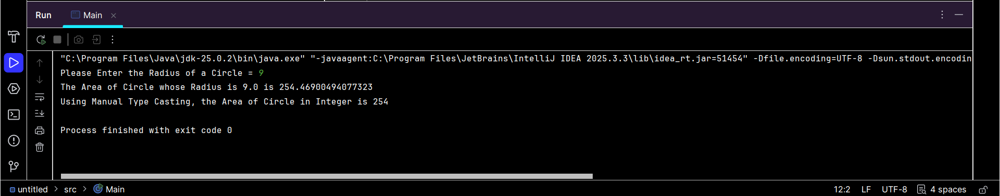 Run Main
"C:\Program Files\Java\jdk-25.0.2\bin\java.exe" "-javaagent:C:\Program Files\JetBrains\IntelliJ IDEA 2025.3.3\lib\idea_rt.jar=51454" -Dfile.encoding=UTF-8 -Dsun.stdout.encodin
Please Enter the Radius of a Circle = 9
The Area of Circle whose Radius is 9.0 is 254.46900494077323
Using Manual Type Casting, the Area of Circle in Integer is 254
Process finished with exit code 0
untitled > src > Main 12:2 LF UTF-8 4 spaces